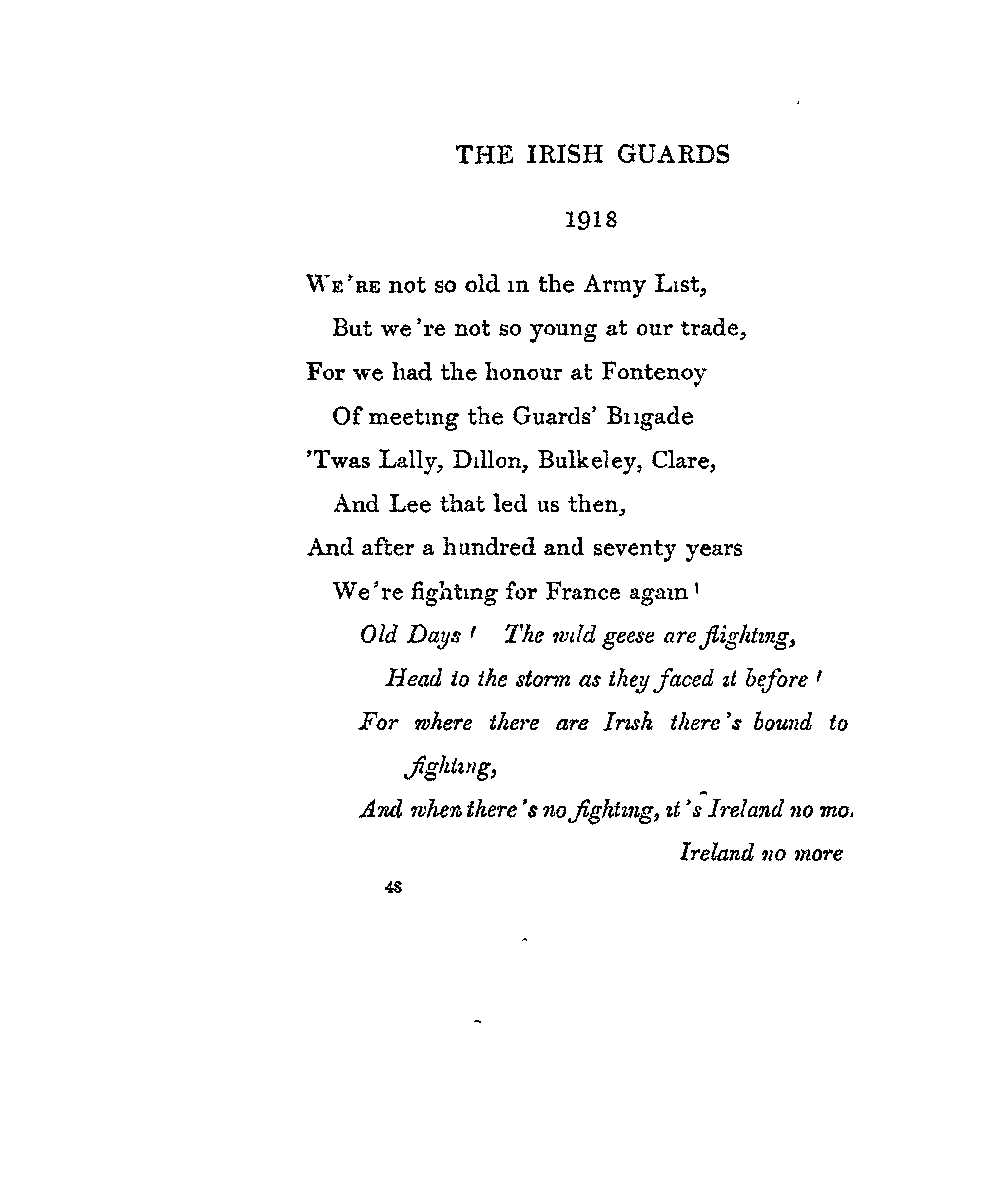 THE IRISH GUARDS
1918
WE'RE not so old in the Army List,
But we're not so young at our trade,
For we had the honour at Fontenoy
Of meeting the Guards' Brigade
'Twas Lally, Dillon, Bulkeley, Clare,
And Lee that led us then,
And after a hundred and seventy years
We're fighting for France again!
Old Days! The wild geese are flighting,
Head to the storm as they faced it before!
For where there are Irish there's bound to
fighting,
And when there's no fighting, it's Ireland no
Ireland no more
48